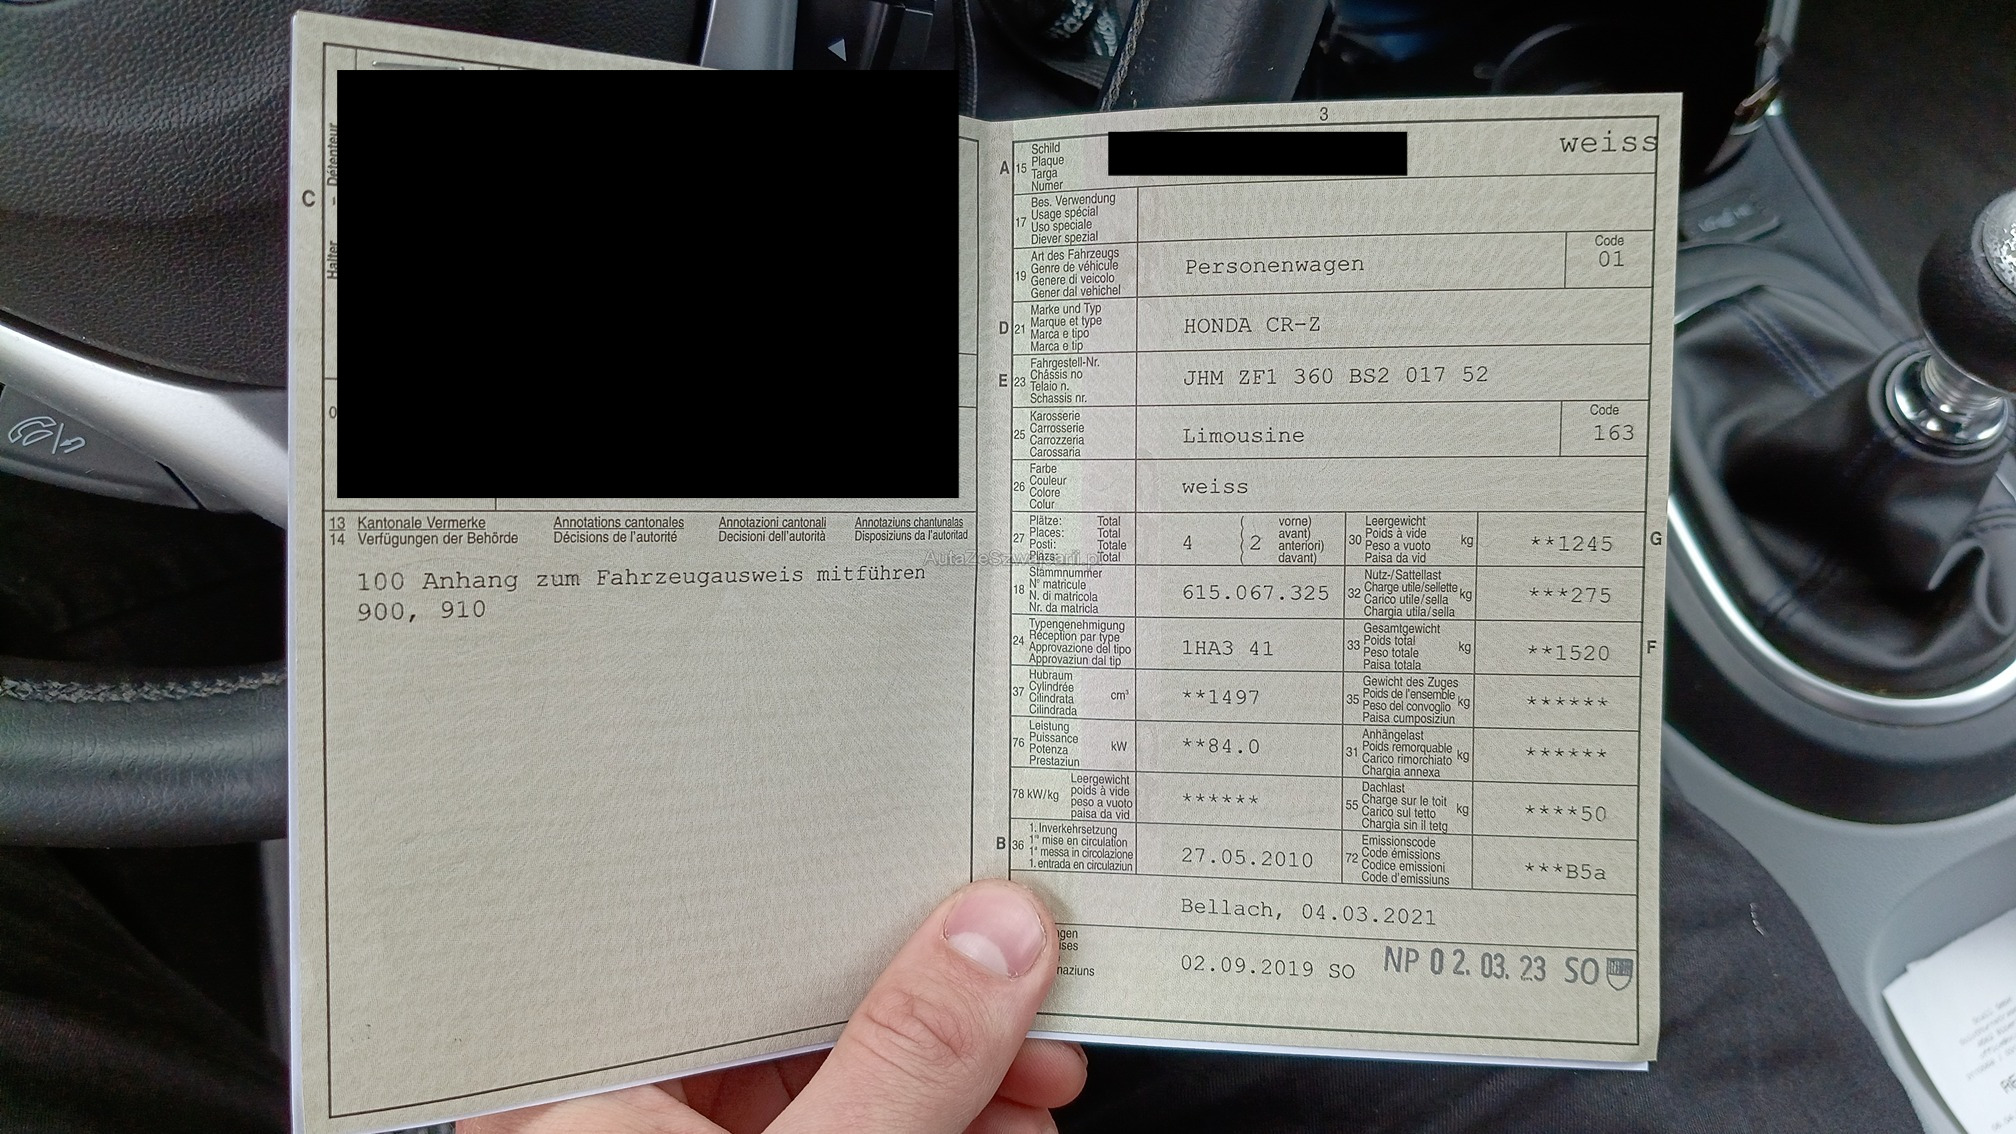 C
Halter - Détenteur
13 Kantonale Vermerke Annotations cantonales Annotazioni cantonali Annotaziuns chantunalas
14 Verfügungen der Behörde Décisions de l'autorité Decisioni dell'autorità Disposiziuns da l'autoritad
100 Anhang zum Fahrzeugausweis mitführen
900, 910
AutaZeSzwajcarii.pl
3
A 15 Schild
Plaque
Targa
Numer
weiss
17 Bes. Verwendung
Usage spécial
Uso speciale
Diever spezial
19 Art des Fahrzeugs
Genre de véhicule
Genere di veicolo
Gener dal vehichel
Personenwagen
Code
01
D 21 Marke und Typ
Marque et type
Marca e tipo
Marca e tip
HONDA CR-Z
E 23 Fahrgestell-Nr.
Châssis no
Telaio n.
Schassis nr.
JHM ZF1 360 BS2 017 52
25 Karosserie
Carrosserie
Carrozzeria
Carossaria
Limousine
Code
163
26 Farbe
Couleur
Colore
Colur
weiss
27 Plätze: Total
Places: Total
Posti: Totale
Plazs: Total
4 ( 2 vorne)
avant)
anteriori)
davant)
30 Leergewicht
Poids à vide
Peso a vuoto
Paisa da vid
kg
**1245
G
18 Stammnummer
N° matricule
N. di matricola
Nr. da matricla
615.067.325
32 Nutz-/Sattellast
Charge utile/sellette
Carico utile/sella
Chargia utila/sella
kg
***275
24 Typengenehmigung
Réception par type
Approvazione del tipo
Approvaziun dal tip
1HA3 41
33 Gesamtgewicht
Poids total
Peso totale
Paisa totala
kg
**1520
F
37 Hubraum
Cylindrée
Cilindrata
Cilindrada
cm³
**1497
35 Gewicht des Zuges
Poids de l'ensemble
Peso del convoglio
Paisa cumposiziun
kg
******
76 Leistung
Puissance
Potenza
Prestaziun
kW
**84.0
31 Anhängelast
Poids remorquable
Carico rimorchiato
Chargia annexa
kg
******
78 kW/kg Leergewicht
poids à vide
peso a vuoto
paisa da vid
******
55 Dachlast
Charge sur le toit
Carico sul tetto
Chargia sin il tetg
kg
****50
B 36 1. Inverkehrsetzung
1re mise en circulation
1a messa in circolazione
1. entrada en circulaziun
27.05.2010
72 Emissionscode
Code émissions
Codice emissioni
Code d'emissiuns
***B5a
Bellach, 04.03.2021
02.09.2019 SO
NP 02.03.23 SO